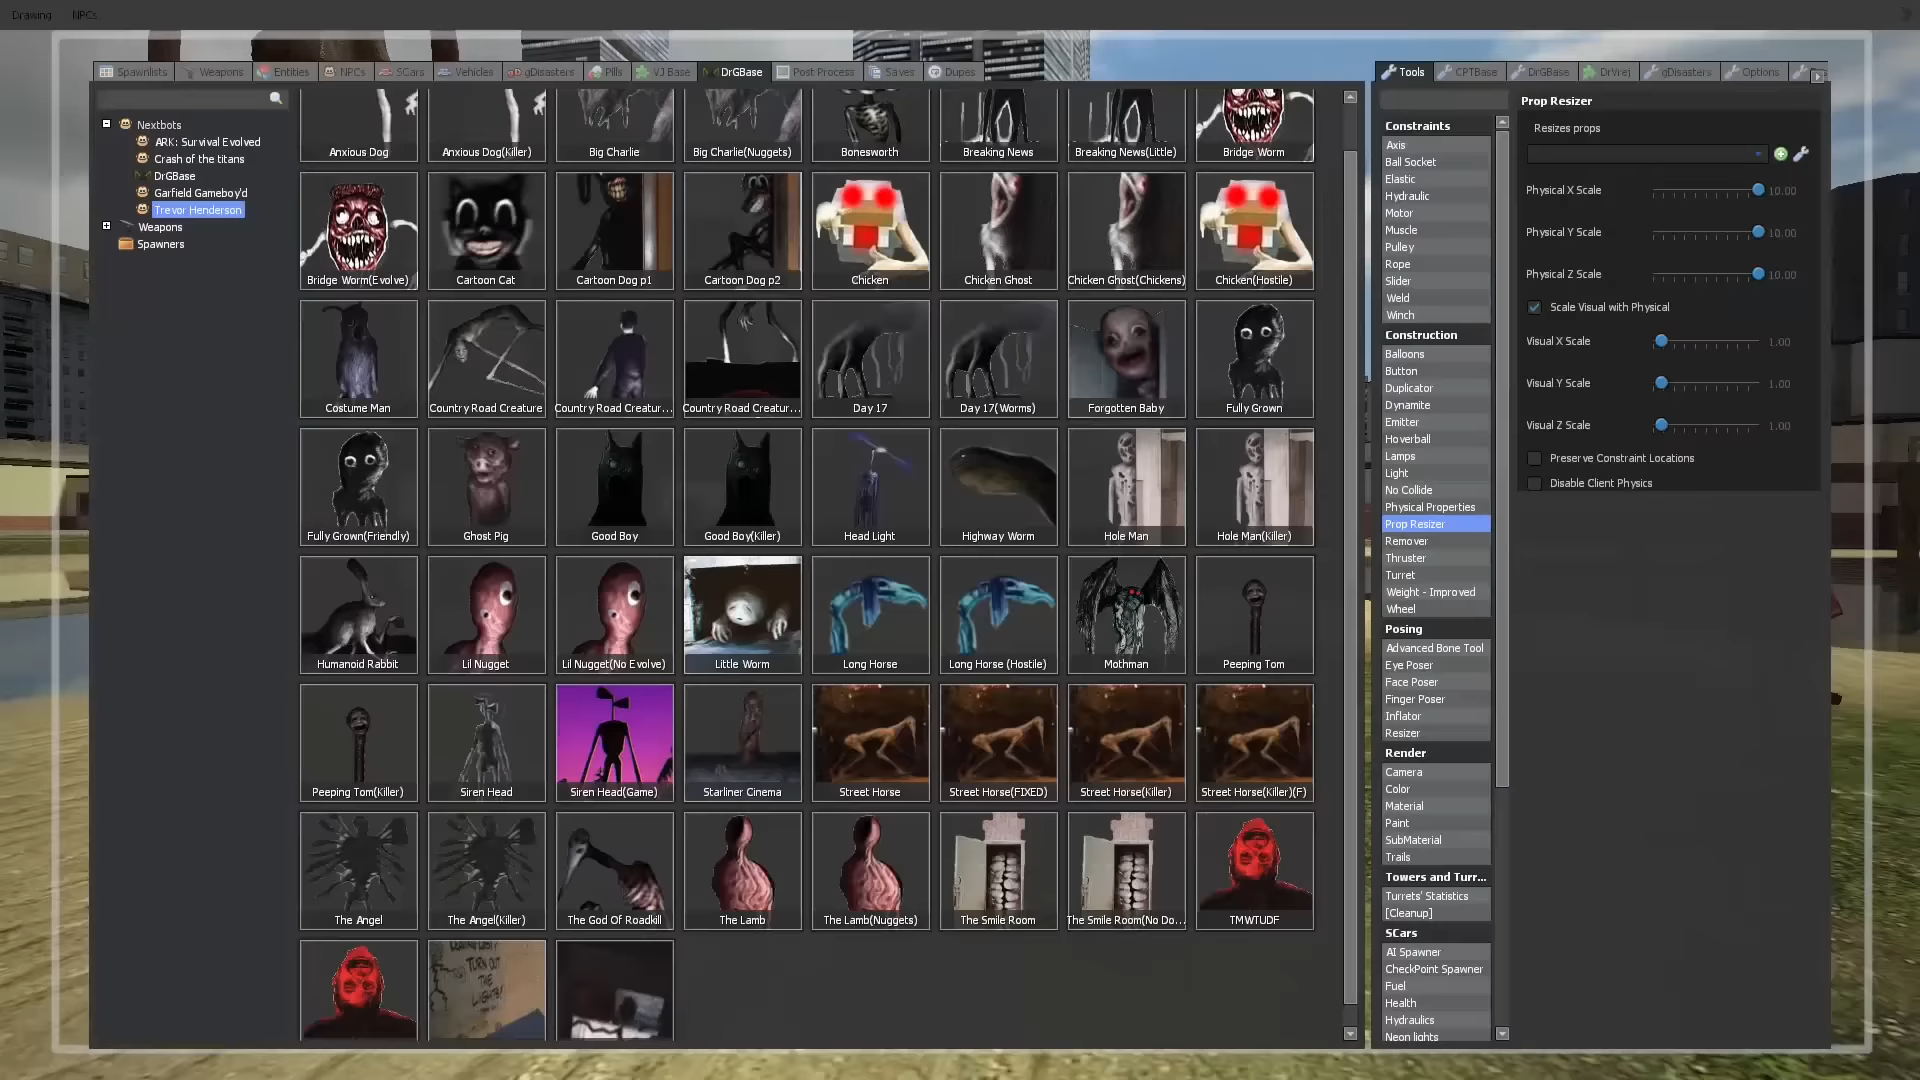 Drawing NPCs
Spawnlists Weapons Entities NPCs SCars Vehicles gDisasters Pills VJ Base DrGBase Post Process Saves Dupes
Tools CPTBase DrGBase DrVrej gDisasters Options
Nextbots
ARK: Survival Evolved
Crash of the titans
DrGBase
Garfield Gameboy'd
Trevor Henderson
Weapons
Spawners
Anxious Dog
Anxious Dog(Killer)
Big Charlie
Big Charlie(Nuggets)
Bonesworth
Breaking News
Breaking News(Little)
Bridge Worm
Bridge Worm(Evolve)
Cartoon Cat
Cartoon Dog p1
Cartoon Dog p2
Chicken
Chicken Ghost
Chicken Ghost(Chickens)
Chicken(Hostile)
Costume Man
Country Road Creature
Country Road Creatur...
Country Road Creatur...
Day 17
Day 17(Worms)
Forgotten Baby
Fully Grown
Fully Grown(Friendly)
Ghost Pig
Good Boy
Good Boy(Killer)
Head Light
Highway Worm
Hole Man
Hole Man(Killer)
Humanoid Rabbit
Lil Nugget
Lil Nugget(No Evolve)
Little Worm
Long Horse
Long Horse (Hostile)
Mothman
Peeping Tom
Peeping Tom(Killer)
Siren Head
Siren Head(Game)
Starliner Cinema
Street Horse
Street Horse(FIXED)
Street Horse(Killer)
Street Horse(Killer)(F)
The Angel
The Angel(Killer)
The God Of Roadkill
The Lamb
The Lamb(Nuggets)
The Smile Room
The Smile Room(No Do...
TMWTUDF
TURN OUT
THE
LIGHTS!
Constraints
Axis
Ball Socket
Elastic
Hydraulic
Motor
Muscle
Pulley
Rope
Slider
Weld
Winch
Construction
Balloons
Button
Duplicator
Dynamite
Emitter
Hoverball
Lamps
Light
No Collide
Physical Properties
Prop Resizer
Remover
Thruster
Turret
Weight - Improved
Wheel
Posing
Advanced Bone Tool
Eye Poser
Face Poser
Finger Poser
Inflator
Resizer
Render
Camera
Color
Material
Paint
SubMaterial
Trails
Towers and Turr...
Turrets' Statistics
[Cleanup]
SCars
AI Spawner
CheckPoint Spawner
Fuel
Health
Hydraulics
Neon lights
Prop Resizer
Resizes props
Physical X Scale 10.00
Physical Y Scale 10.00
Physical Z Scale 10.00
Scale Visual with Physical
Visual X Scale 1.00
Visual Y Scale 1.00
Visual Z Scale 1.00
Preserve Constraint Locations
Disable Client Physics